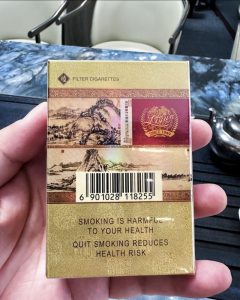 FILTER CIGARETTES
6 901028 118255
SMOKING IS HARMFUL
TO YOUR HEALTH
QUIT SMOKING REDUCES
HEALTH RISK